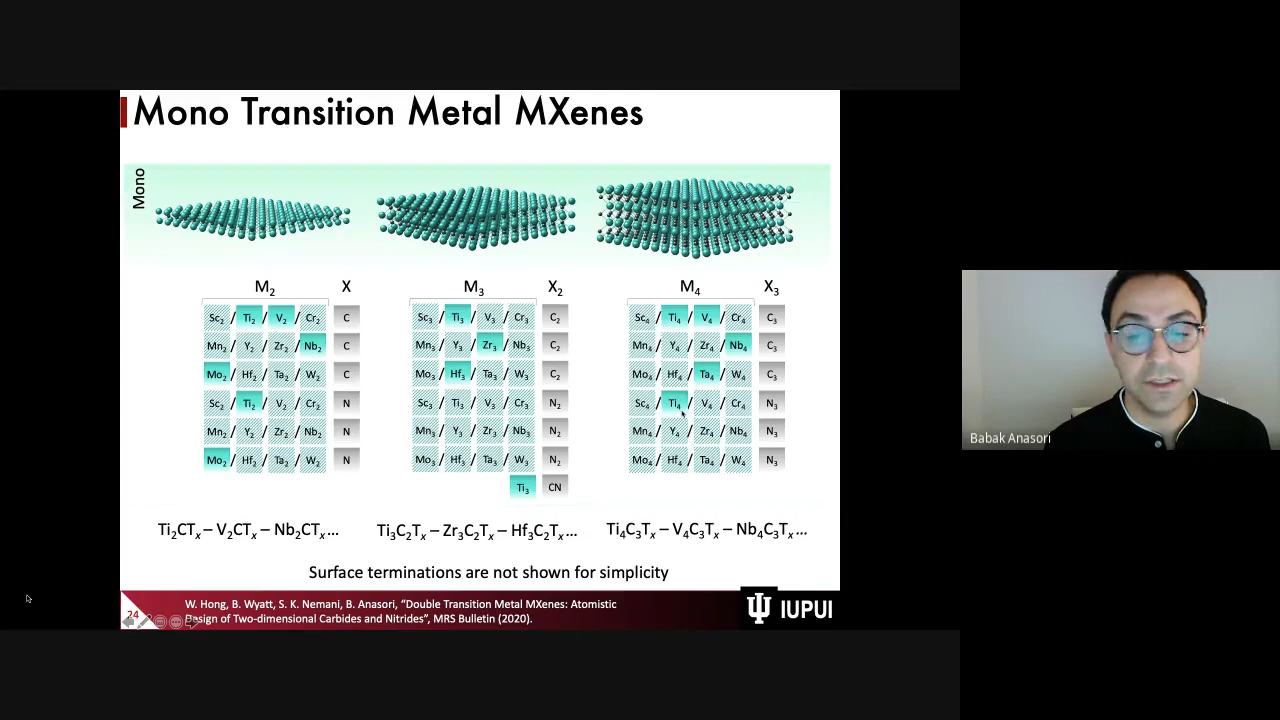 Mono Transition Metal MXenes
Mono
M₂ X
Sc₂ / Ti₂ / V₂ / Cr₂ C
Mn₂ / Y₂ / Zr₂ / Nb₂ C
Mo₂ / Hf₂ / Ta₂ / W₂ C
Sc₂ / Ti₂ / V₂ / Cr₂ N
Mn₂ / Y₂ / Zr₂ / Nb₂ N
Mo₂ / Hf₂ / Ta₂ / W₂ N
Ti₂CTₓ – V₂CTₓ – Nb₂CTₓ...
M₃ X₂
Sc₃ / Ti₃ / V₃ / Cr₃ C₂
Mn₃ / Y₃ / Zr₃ / Nb₃ C₂
Mo₃ / Hf₃ / Ta₃ / W₃ C₂
Sc₃ / Ti₃ / V₃ / Cr₃ N₂
Mn₃ / Y₃ / Zr₃ / Nb₃ N₂
Mo₃ / Hf₃ / Ta₃ / W₃ N₂
Ti₃ CN
Ti₃C₂Tₓ – Zr₃C₂Tₓ – Hf₃C₂Tₓ...
M₄ X₃
Sc₄ / Ti₄ / V₄ / Cr₄ C₃
Mn₄ / Y₄ / Zr₄ / Nb₄ C₃
Mo₄ / Hf₄ / Ta₄ / W₄ C₃
Sc₄ / Ti₄ / V₄ / Cr₄ N₃
Mn₄ / Y₄ / Zr₄ / Nb₄ N₃
Mo₄ / Hf₄ / Ta₄ / W₄ N₃
Ti₄C₃Tₓ – V₄C₃Tₓ – Nb₄C₃Tₓ...
Surface terminations are not shown for simplicity
24
W. Hong, B. Wyatt, S. K. Nemani, B. Anasori, “Double Transition Metal MXenes: Atomistic
Design of Two-dimensional Carbides and Nitrides”, MRS Bulletin (2020).
IUPUI
Babak Anasori